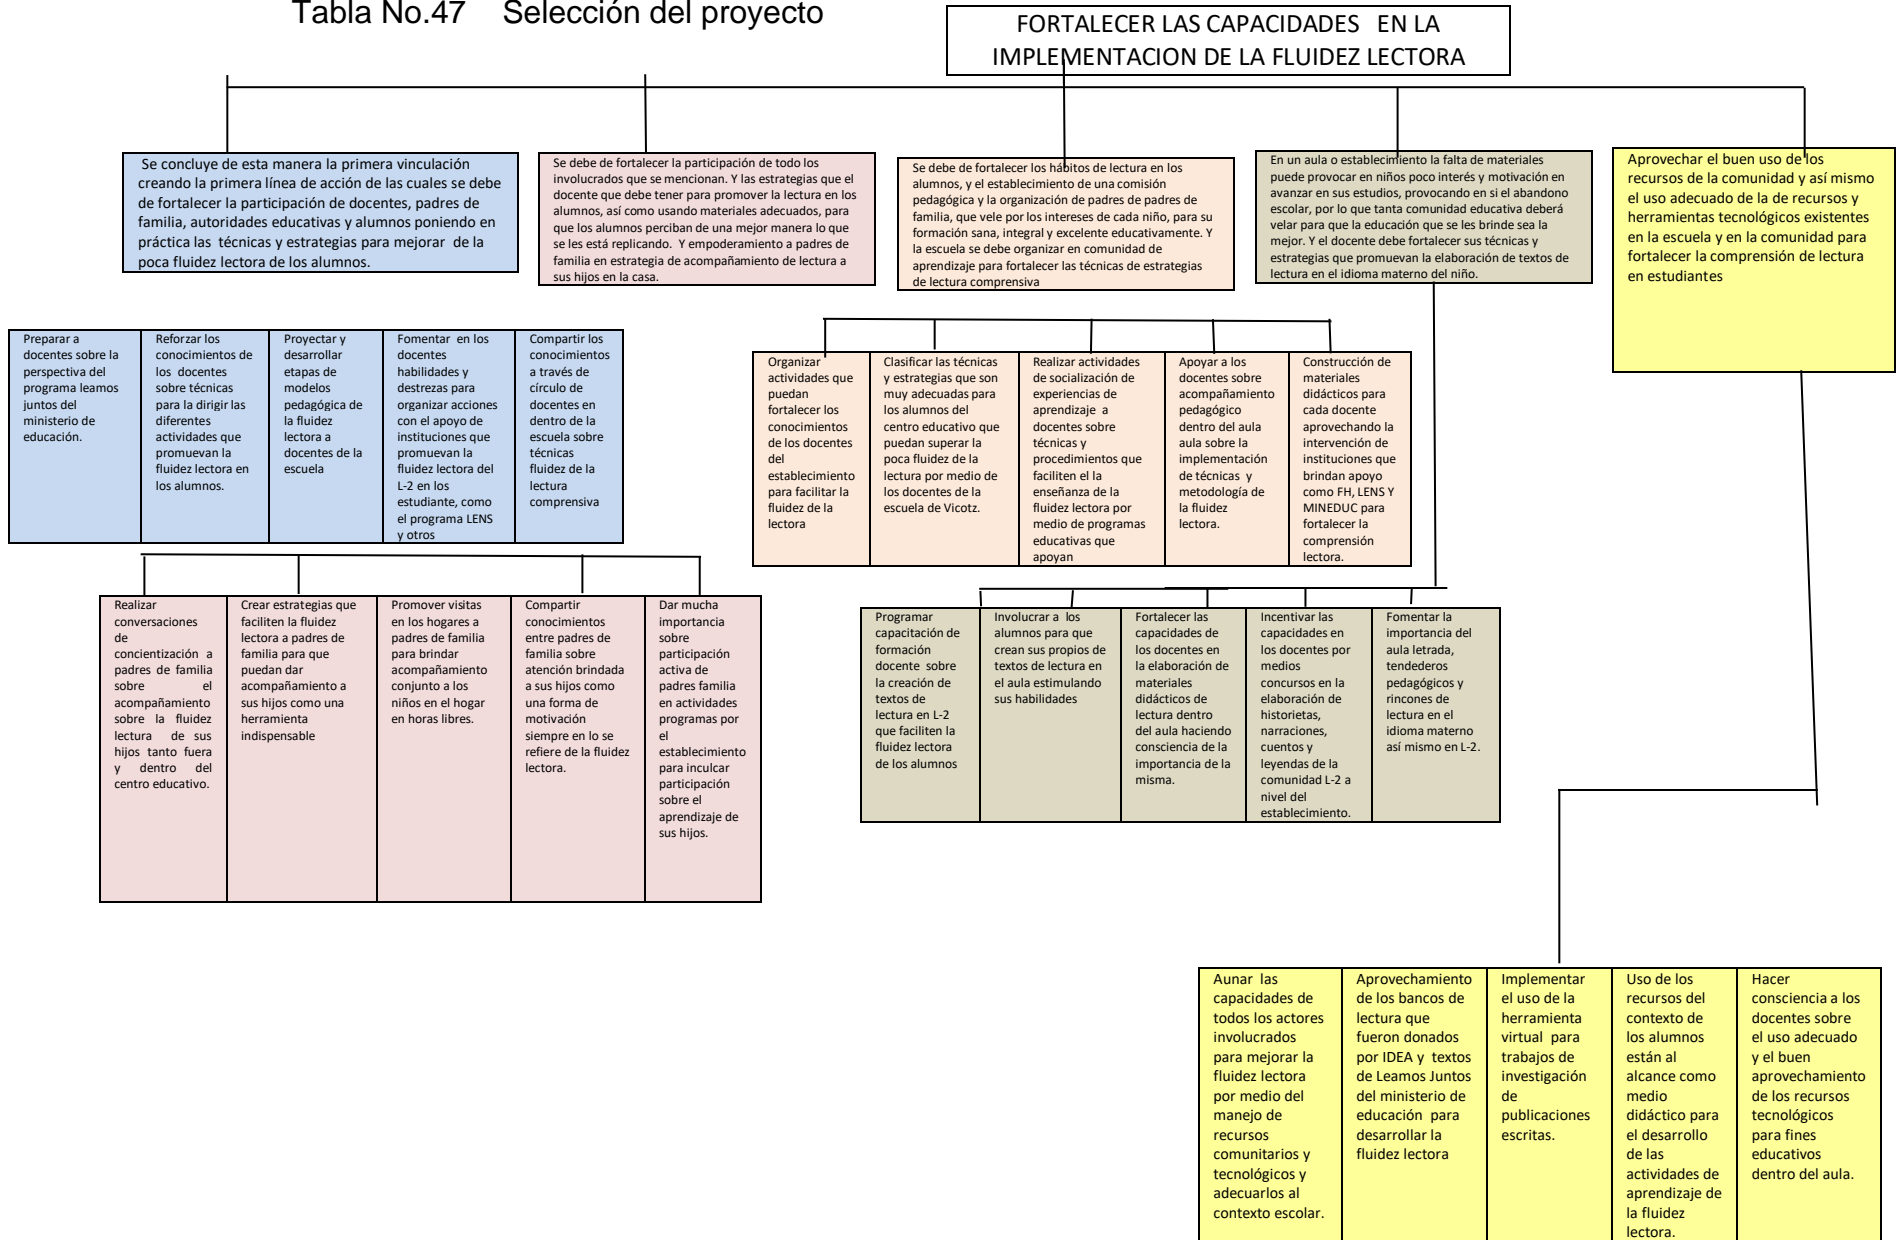 Tabla No.47 Selección del proyecto
FORTALECER LAS CAPACIDADES EN LA
IMPLEMENTACION DE LA FLUIDEZ LECTORA
Se concluye de esta manera la primera vinculación
creando la primera línea de acción de las cuales se debe
de fortalecer la participación de docentes, padres de
familia, autoridades educativas y alumnos poniendo en
práctica las técnicas y estrategias para mejorar de la
poca fluidez lectora de los alumnos.
Se debe de fortalecer la participación de todo los
involucrados que se mencionan. Y las estrategias que el
docente que debe tener para promover la lectura en los
alumnos, así como usando materiales adecuados, para
que los alumnos perciban de una mejor manera lo que
se les está replicando. Y empoderamiento a padres de
familia en estrategia de acompañamiento de lectura a
sus hijos en la casa.
Se debe de fortalecer los hábitos de lectura en los
alumnos, y el establecimiento de una comisión
pedagógica y la organización de padres de padres de
familia, que vele por los intereses de cada niño, para su
formación sana, integral y excelente educativamente. Y
la escuela se debe organizar en comunidad de
aprendizaje para fortalecer las técnicas de estrategias
de lectura comprensiva
En un aula o establecimiento la falta de materiales
puede provocar en niños poco interés y motivación en
avanzar en sus estudios, provocando en si el abandono
escolar, por lo que tanta comunidad educativa deberá
velar para que la educación que se les brinde sea la
mejor. Y el docente debe fortalecer sus técnicas y
estrategias que promuevan la elaboración de textos de
lectura en el idioma materno del niño.
Aprovechar el buen uso de los
recursos de la comunidad y así mismo
el uso adecuado de la de recursos y
herramientas tecnológicos existentes
en la escuela y en la comunidad para
fortalecer la comprensión de lectura
en estudiantes
Preparar a
docentes sobre la
perspectiva del
programa leamos
juntos del
ministerio de
educación.
Reforzar los
conocimientos de
los docentes
sobre técnicas
para la dirigir las
diferentes
actividades que
promuevan la
fluidez lectora en
los alumnos.
Proyectar y
desarrollar
etapas de
modelos
pedagógica de
la fluidez
lectora a
docentes de la
escuela
Fomentar en los
docentes
habilidades y
destrezas para
organizar acciones
con el apoyo de
instituciones que
promuevan la
fluidez lectora del
L-2 en los
estudiante, como
el programa LENS
y otros
Compartir los
conocimientos
a través de
círculo de
docentes en
dentro de la
escuela sobre
técnicas
fluidez de la
lectura
comprensiva
Organizar
actividades que
puedan
fortalecer los
conocimientos
de los docentes
del
establecimiento
para facilitar la
fluidez de la
lectora
Clasificar las técnicas
y estrategias que son
muy adecuadas para
los alumnos del
centro educativo que
puedan superar la
poca fluidez de la
lectura por medio de
los docentes de la
escuela de Vicotz.
Realizar actividades
de socialización de
experiencias de
aprendizaje a
docentes sobre
técnicas y
procedimientos que
faciliten el la
enseñanza de la
fluidez lectora por
medio de programas
educativas que
apoyan
Apoyar a los
docentes sobre
acompañamiento
pedagógico
dentro del aula
aula sobre la
implementación
de técnicas y
metodología de
la fluidez
lectora.
Construcción de
materiales
didácticos para
cada docente
aprovechando la
intervención de
instituciones que
brindan apoyo
como FH, LENS Y
MINEDUC para
fortalecer la
comprensión
lectora.
Realizar
conversaciones
de
concientización a
padres de familia
sobre el
acompañamiento
sobre la fluidez
lectura de sus
hijos tanto fuera
y dentro del
centro educativo.
Crear estrategias que
faciliten la fluidez
lectora a padres de
familia para que
puedan dar
acompañamiento a
sus hijos como una
herramienta
indispensable
Promover visitas
en los hogares a
padres de familia
para brindar
acompañamiento
conjunto a los
niños en el hogar
en horas libres.
Compartir
conocimientos
entre padres de
familia sobre
atención brindada
a sus hijos como
una forma de
motivación
siempre en lo se
refiere de la fluidez
lectora.
Dar mucha
importancia
sobre
participación
activa de
padres familia
en actividades
programas por
el
establecimiento
para inculcar
participación
sobre el
aprendizaje de
sus hijos.
Programar
capacitación de
formación
docente sobre
la creación de
textos de
lectura en L-2
que faciliten la
fluidez lectora
de los alumnos
Involucrar a los
alumnos para que
crean sus propios de
textos de lectura en
el aula estimulando
sus habilidades
Fortalecer las
capacidades de
los docentes en
la elaboración de
materiales
didácticos de
lectura dentro
del aula haciendo
consciencia de la
importancia de la
misma.
Incentivar las
capacidades en
los docentes por
medios
concursos en la
elaboración de
historietas,
narraciones,
cuentos y
leyendas de la
comunidad L-2 a
nivel del
establecimiento.
Fomentar la
importancia del
aula letrada,
tendederos
pedagógicos y
rincones de
lectura en el
idioma materno
así mismo en L-2.
Aunar las
capacidades de
todos los actores
involucrados
para mejorar la
fluidez lectora
por medio del
manejo de
recursos
comunitarios y
tecnológicos y
adecuarlos al
contexto escolar.
Aprovechamiento
de los bancos de
lectura que
fueron donados
por IDEA y textos
de Leamos Juntos
del ministerio de
educación para
desarrollar la
fluidez lectora
Implementar
el uso de la
herramienta
virtual para
trabajos de
investigación
de
publicaciones
escritas.
Uso de los
recursos del
contexto de
los alumnos
están al
alcance como
medio
didáctico para
el desarrollo
de las
actividades de
aprendizaje de
la fluidez
lectora.
Hacer
consciencia a los
docentes sobre
el uso adecuado
y el buen
aprovechamiento
de los recursos
tecnológicos
para fines
educativos
dentro del aula.